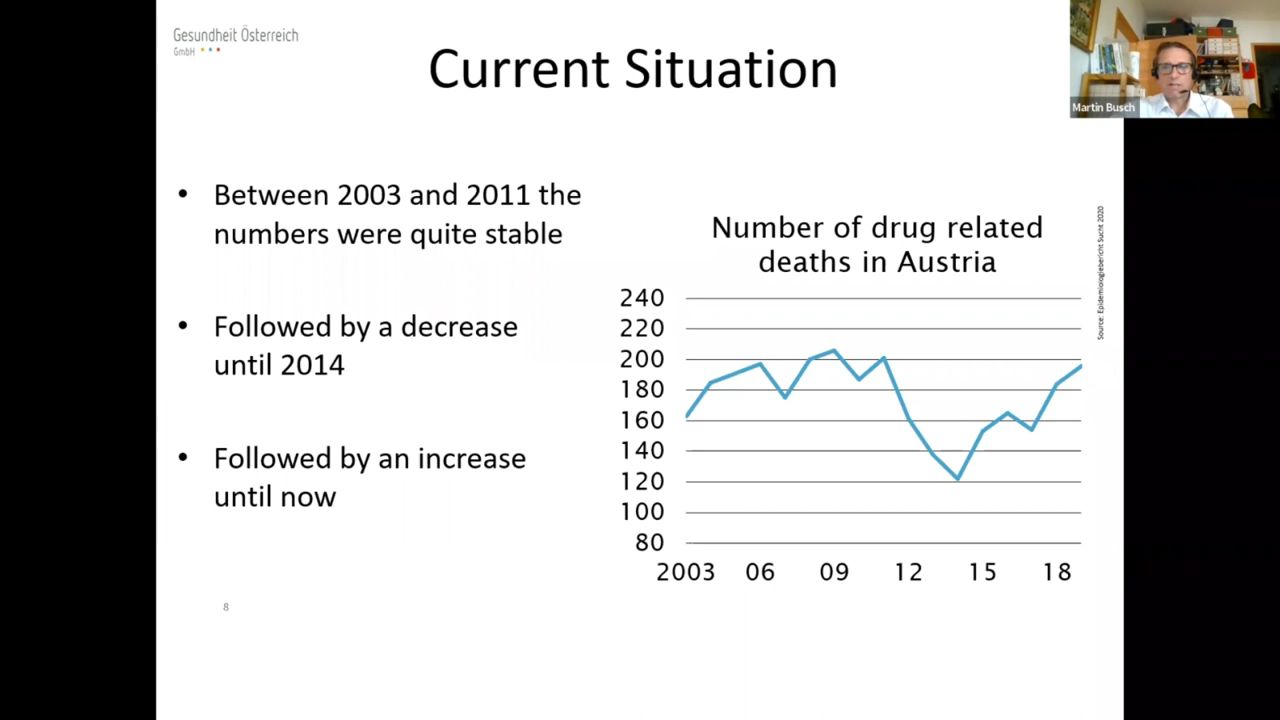 Gesundheit Österreich
GmbH
Current Situation
Martin Busch
• Between 2003 and 2011 the
numbers were quite stable
• Followed by a decrease
until 2014
• Followed by an increase
until now
Number of drug related
deaths in Austria
240
220
200
180
160
140
120
100
80
2003 06 09 12 15 18
Source: Epidemiologiebericht Sucht 2020
8